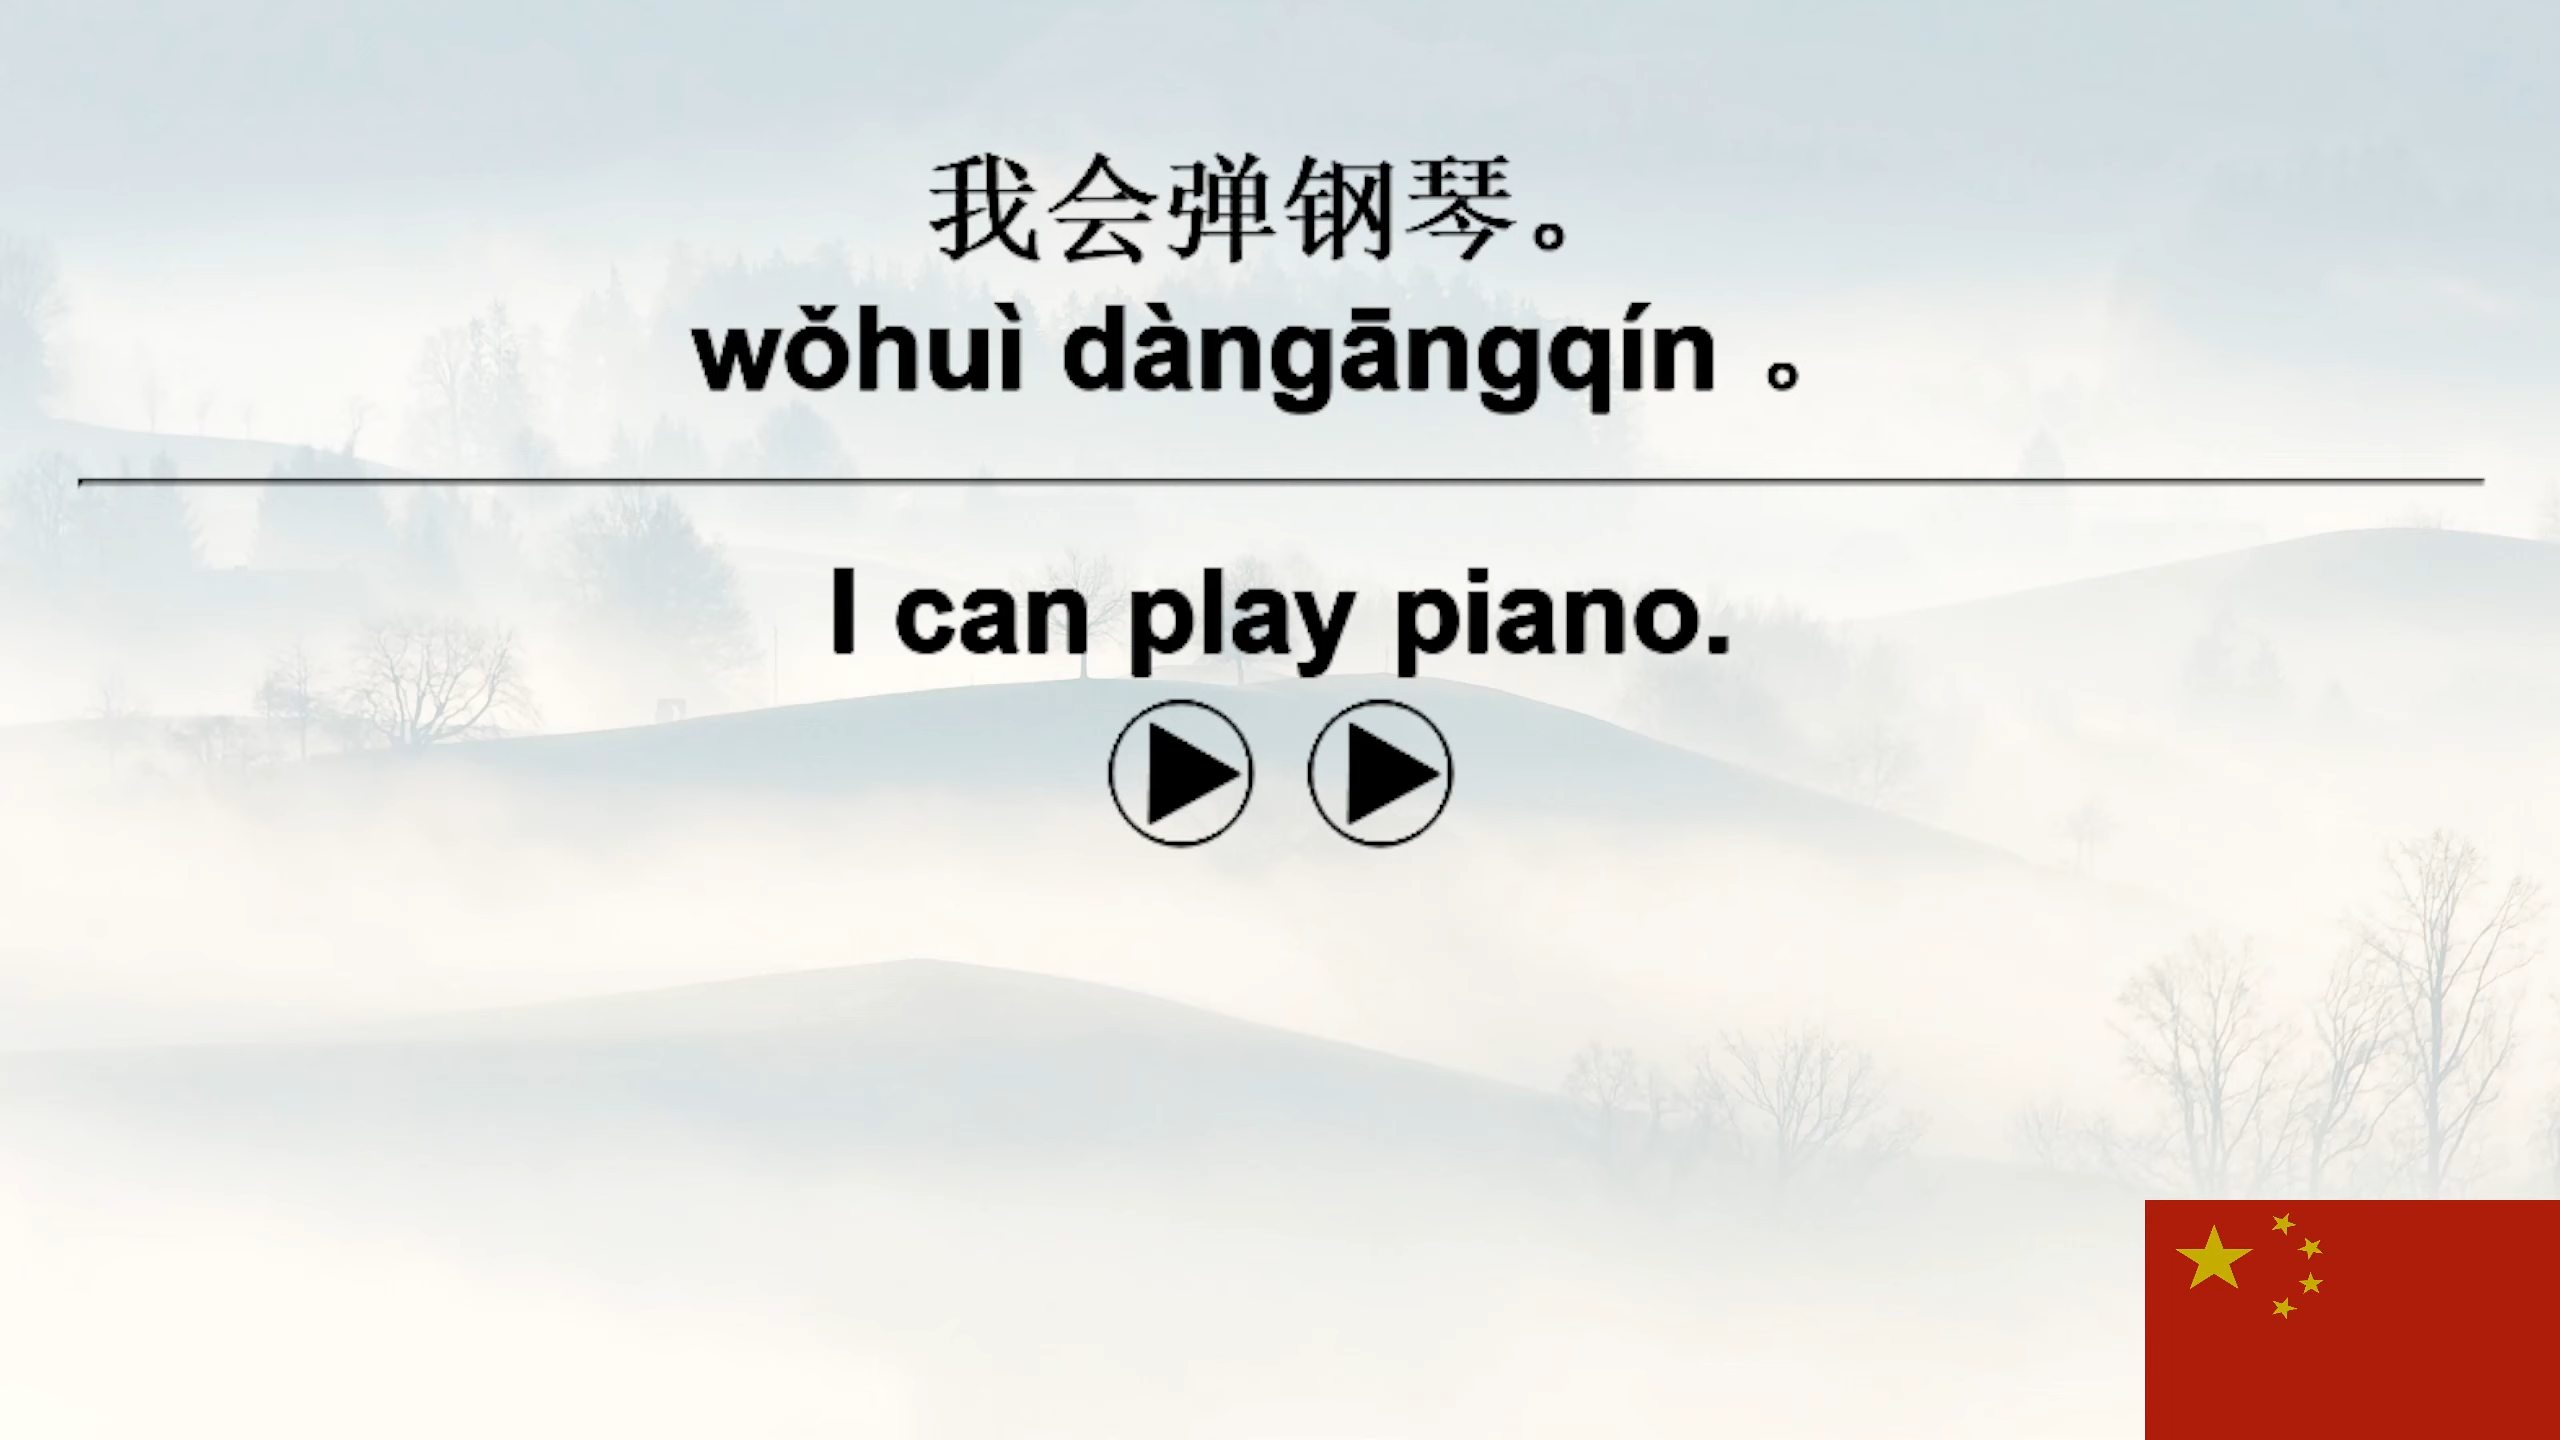 我会弹钢琴。
wǒhuì dàngāngqín 。
I can play piano.